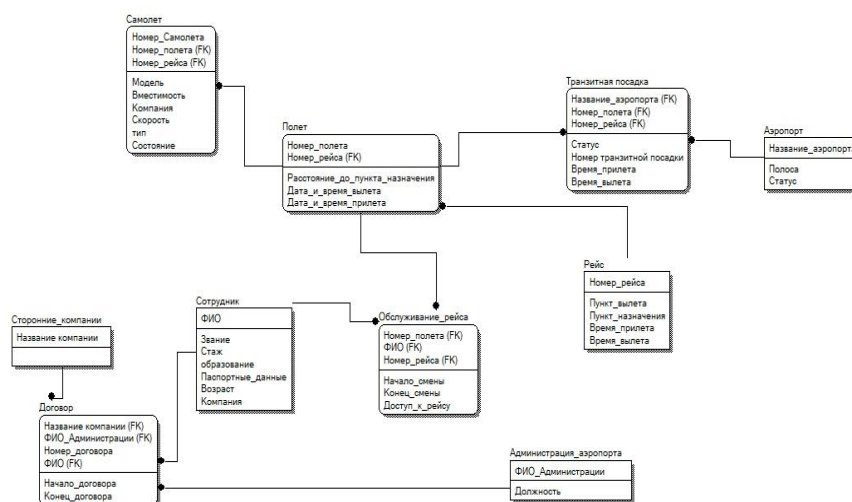 Самолет
Номер_Самолета
Номер_полета (FK)
Номер_рейса (FK)
Модель
Вместимость
Компания
Скорость
тип
Состояние
Полет
Номер_полета
Номер_рейса (FK)
Расстояние_до_пункта_назначения
Дата_и_время_вылета
Дата_и_время_прилета
Транзитная посадка
Название_аэропорта (FK)
Номер_полета (FK)
Номер_рейса (FK)
Статус
Номер транзитной посадки
Время_прилета
Время_вылета
Аэропорт
Название_аэропорта
Полоса
Статус
Рейс
Номер_рейса
Пункт_вылета
Пункт_назначения
Время_прилета
Время_вылета
Сотрудник
ФИО
Звание
Стаж
образование
Паспортные_данные
Возраст
Компания
Обслуживание_рейса
Номер_полета (FK)
ФИО (FK)
Номер_рейса (FK)
Начало_смены
Конец_смены
Доступ_к_рейсу
Сторонние_компании
Название компании
Договор
Название компании (FK)
ФИО_Администрации (FK)
Номер_договора
ФИО (FK)
Начало_договора
Конец_договора
Администрация_аэропорта
ФИО_Администрации
Должность